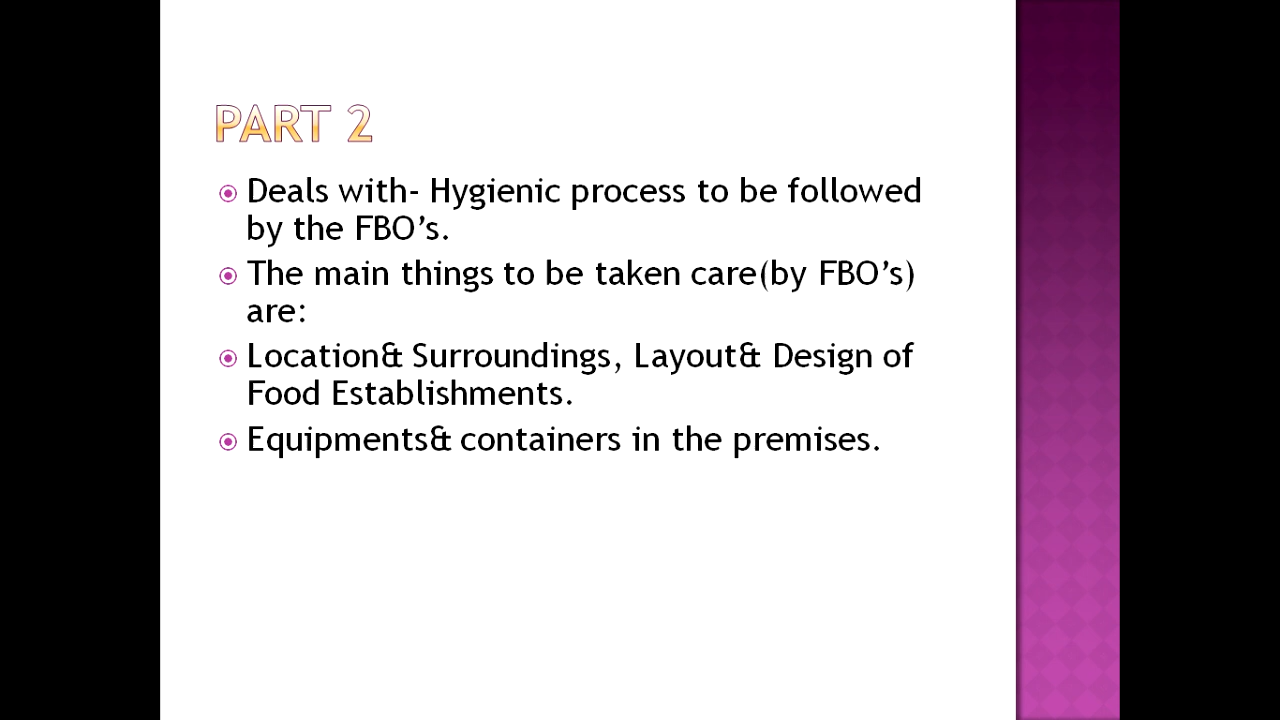 PART 2
Deals with- Hygienic process to be followed
by the FBO’s.
The main things to be taken care(by FBO’s)
are:
Location& Surroundings, Layout& Design of
Food Establishments.
Equipments& containers in the premises.